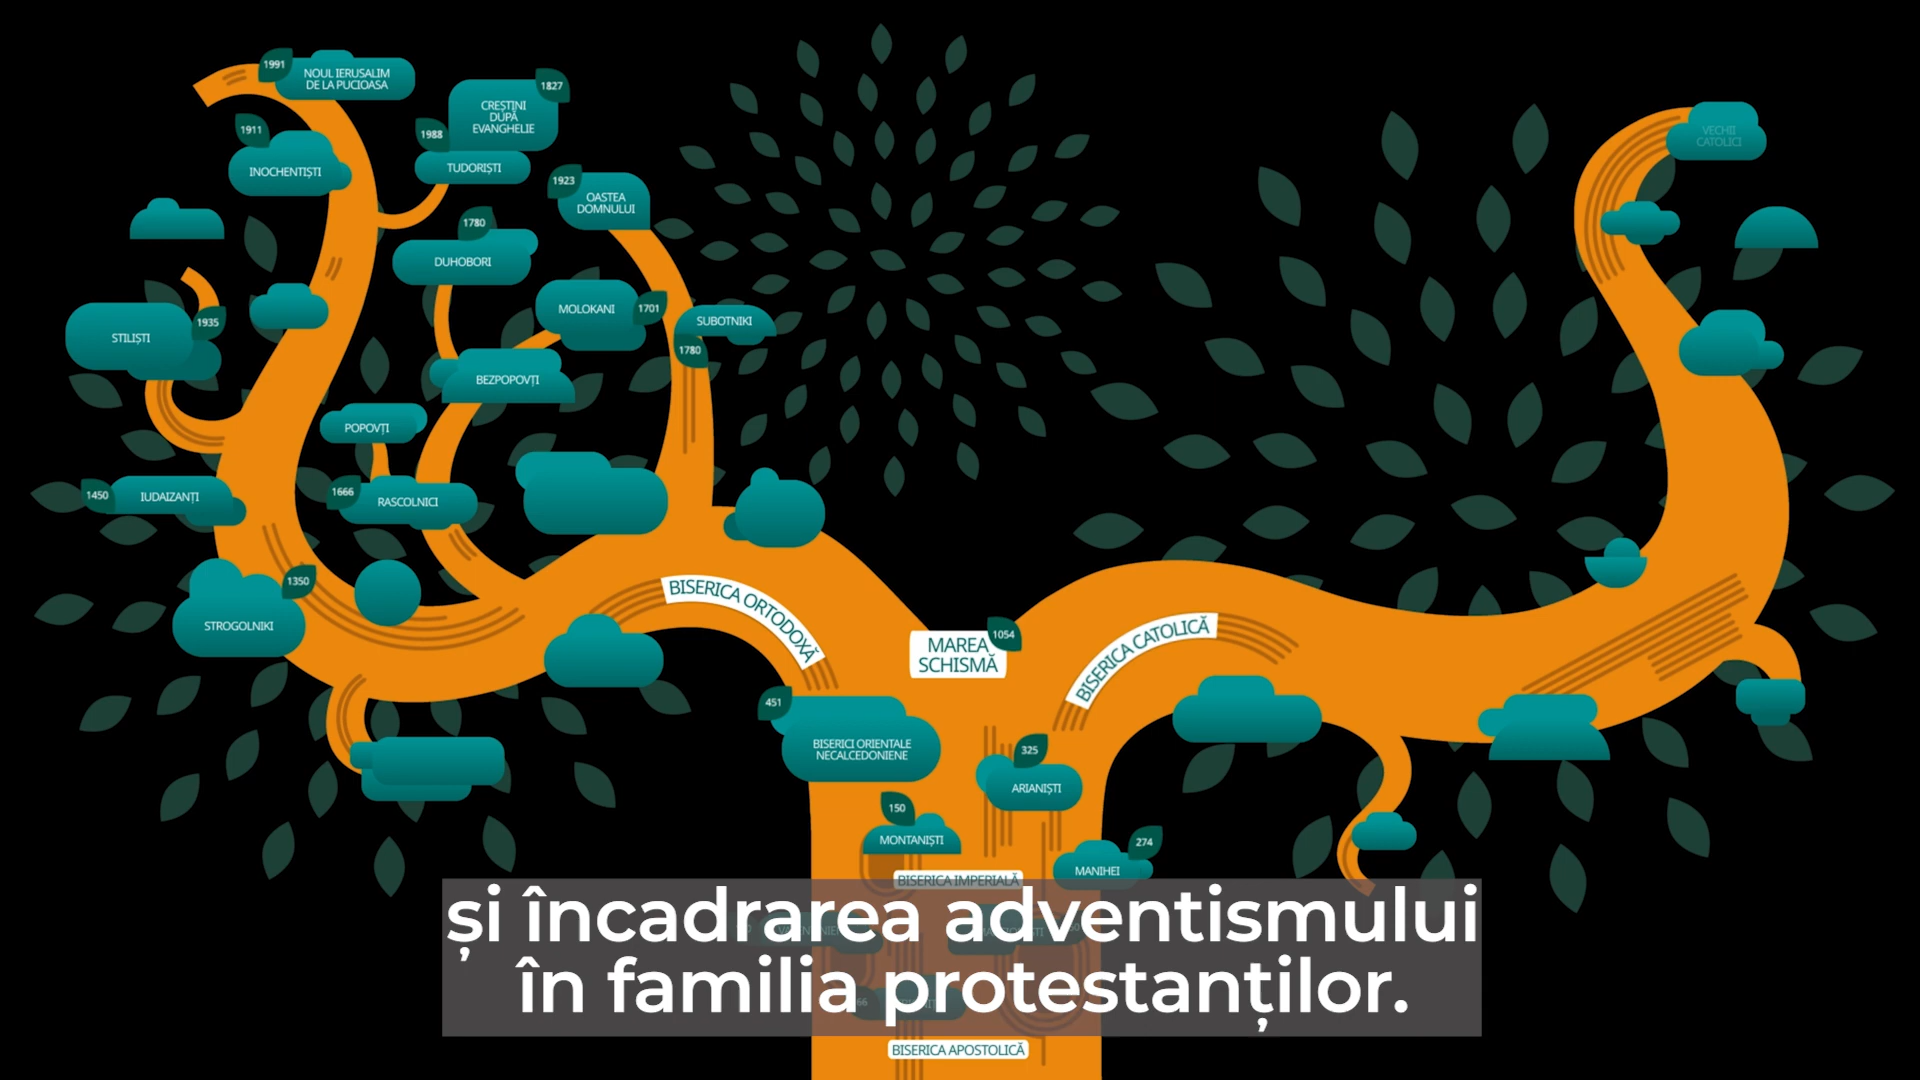 1991
NOUL IERUSALIM
DE LA PUCIOASA
1827
CREȘTINI
DUPĂ
EVANGHELIE
1911
INOCHENTIȘTI
1988
TUDORIȘTI
1923
OASTEA
DOMNULUI
1780
DUHOBORI
1935
STILIȘTI
MOLOKANI
1701
SUBOTNIKI
1780
BEZPOPOVȚI
POPOVȚI
1450
IUDAIZANȚI
1666
RASCOLNICI
1350
STROGOLNIKI
VECHII
CATOLICI
BISERICA ORTODOXĂ
MAREA
SCHISMĂ
1054
BISERICA CATOLICĂ
451
BISERICI ORIENTALE
NECALCEDONIENE
325
ARIANIȘTI
150
MONTANIȘTI
274
MANIHEI
BISERICA IMPERIALĂ
și încadrarea adventismului
în familia protestanților.
BISERICA APOSTOLICĂ